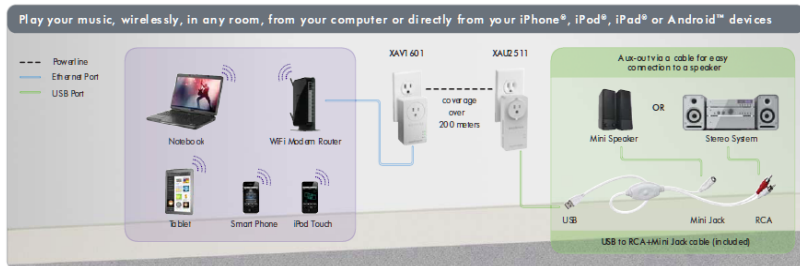 Play your music, wirelessly, in any room, from your computer or directly from your iPhone®, iPod®, iPad® or Android™ devices
Powerline
Ethernet Port
USB Port
XAV1601
XAU2511
Aux-out via a cable for easy
connection to a speaker
coverage
over
200 meters
OR
Notebook
WiFi Modem Router
Mini Speaker
Stereo System
Tablet
Smart Phone
iPod Touch
USB
Mini Jack
RCA
USB to RCA+Mini Jack cable (included)